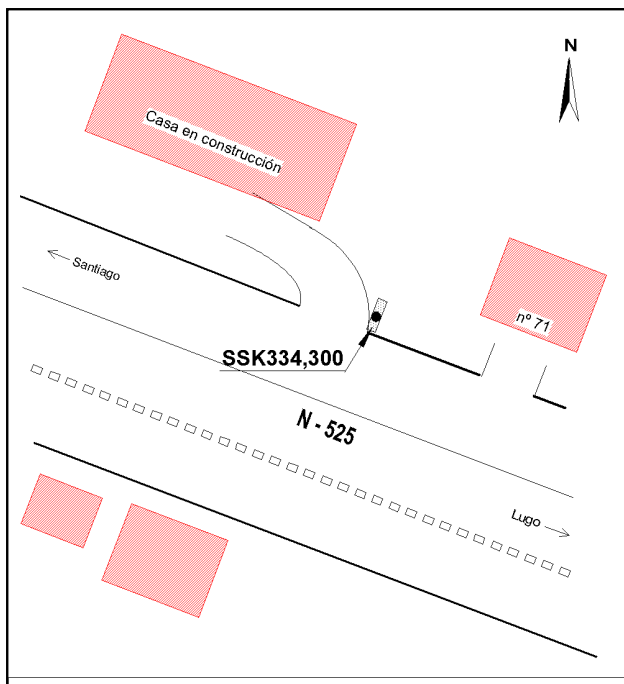 N
Casa en construcción
Santiago
nº 71
SSK334,300
N - 525
Lugo